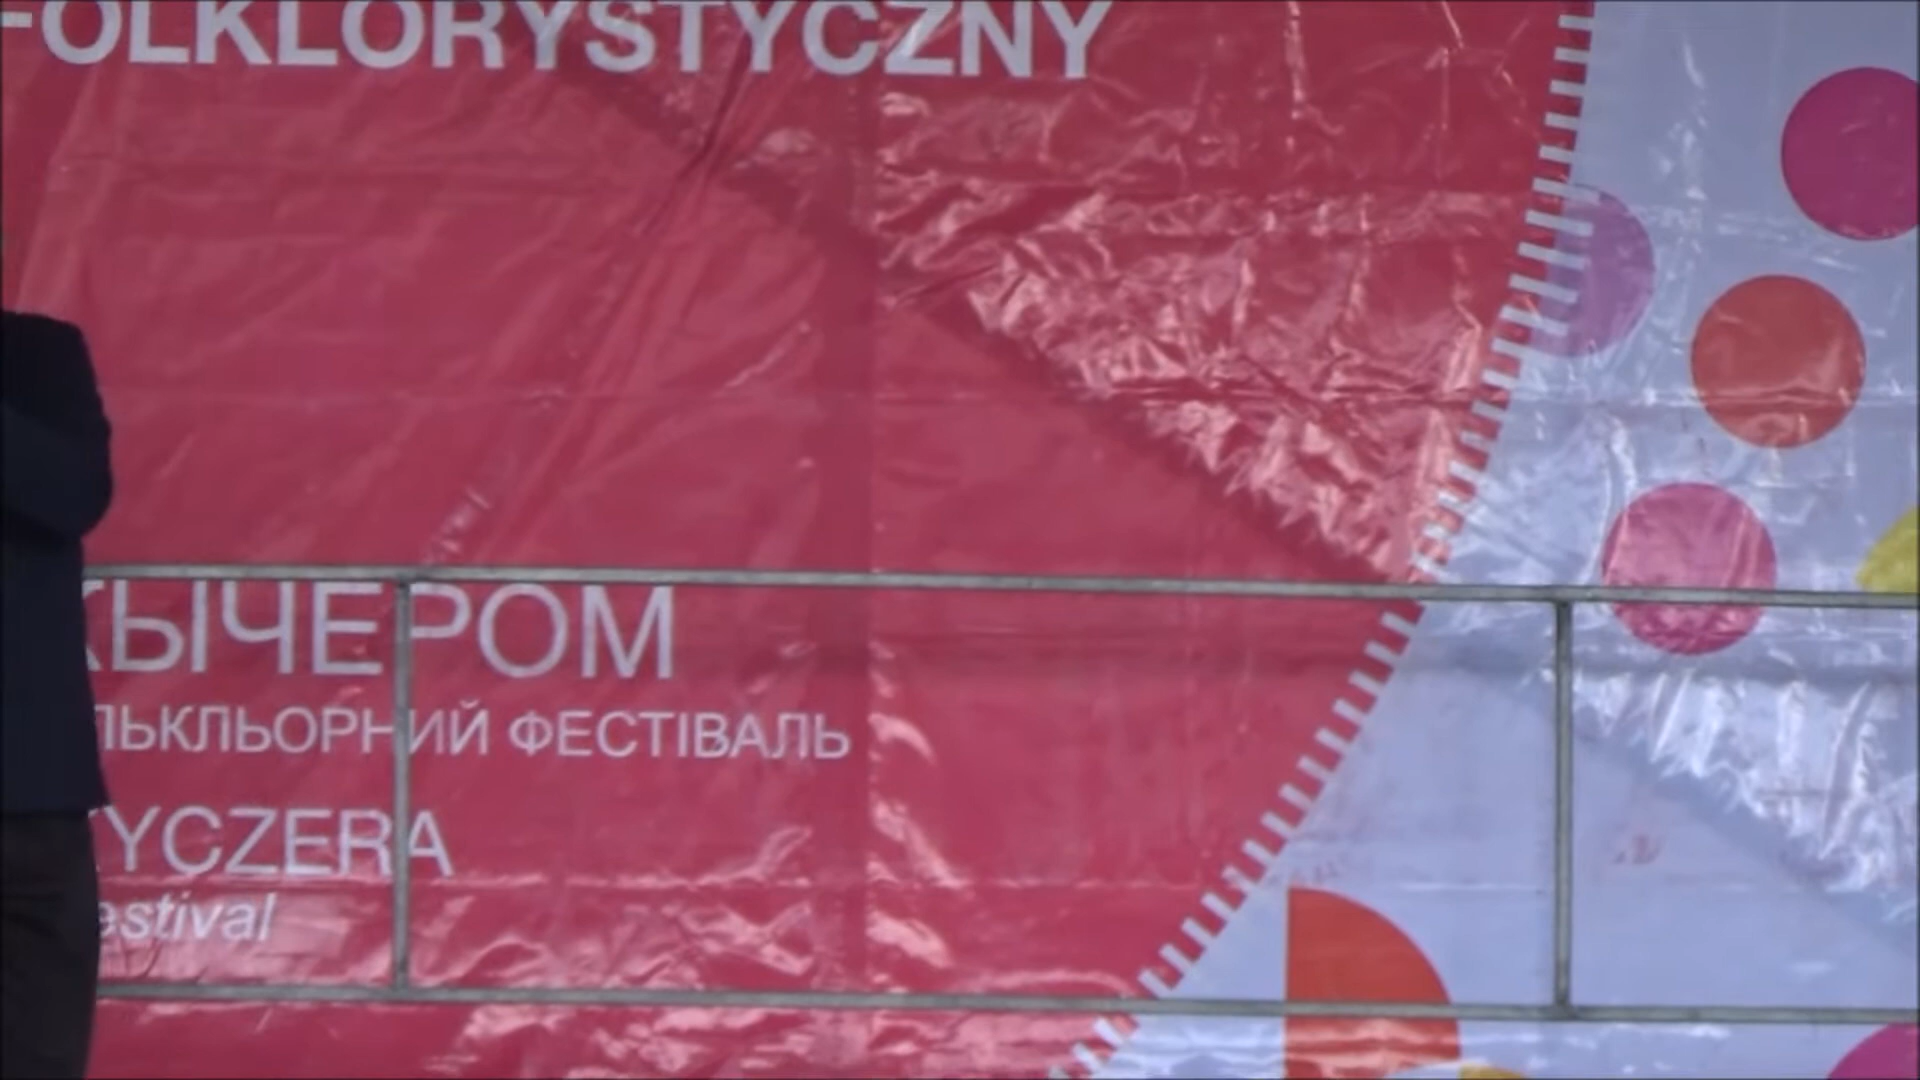 FOLKLORYSTYCZNY
КЫЧЕРОМ
ЛЬКЛЬОРНИЙ ФЕСТІВАЛЬ
YCZERA
estival